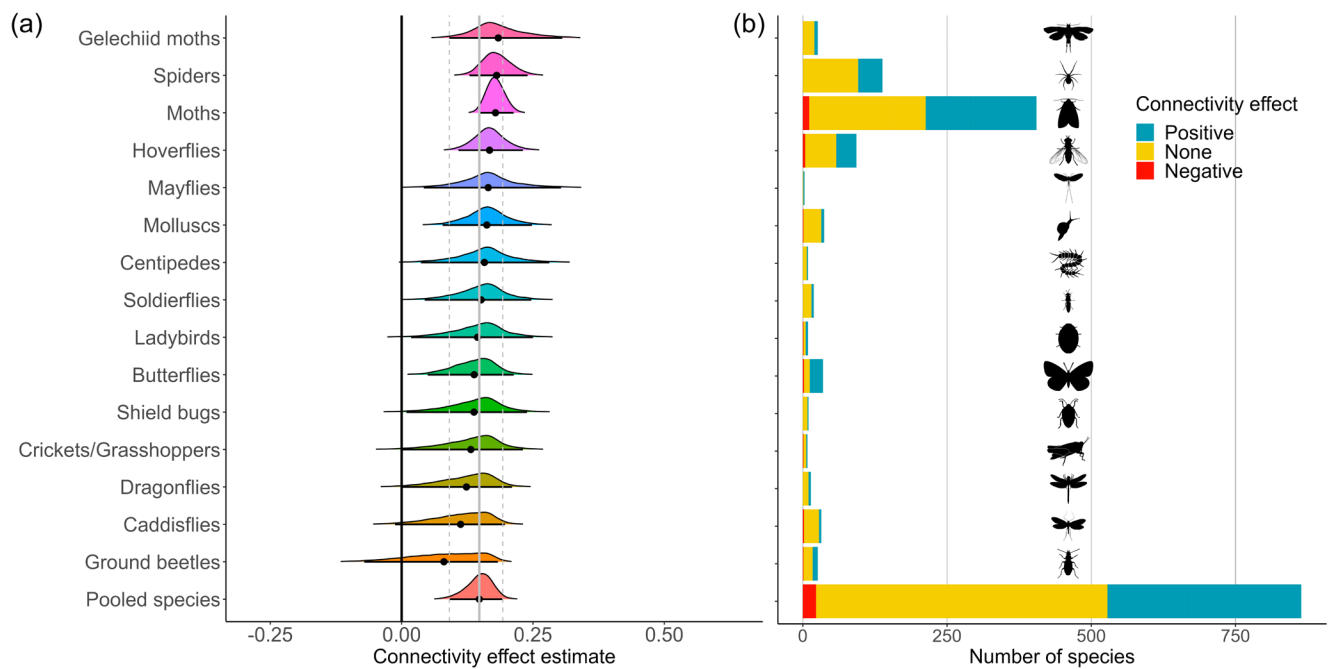 (a)
Gelechiid moths
Spiders
Moths
Hoverflies
Mayflies
Molluscs
Centipedes
Soldierflies
Ladybirds
Butterflies
Shield bugs
Crickets/Grasshoppers
Dragonflies
Caddisflies
Ground beetles
Pooled species
-0.25 0.00 0.25 0.50
Connectivity effect estimate
(b)
Connectivity effect
Positive
None
Negative
0 250 500 750
Number of species